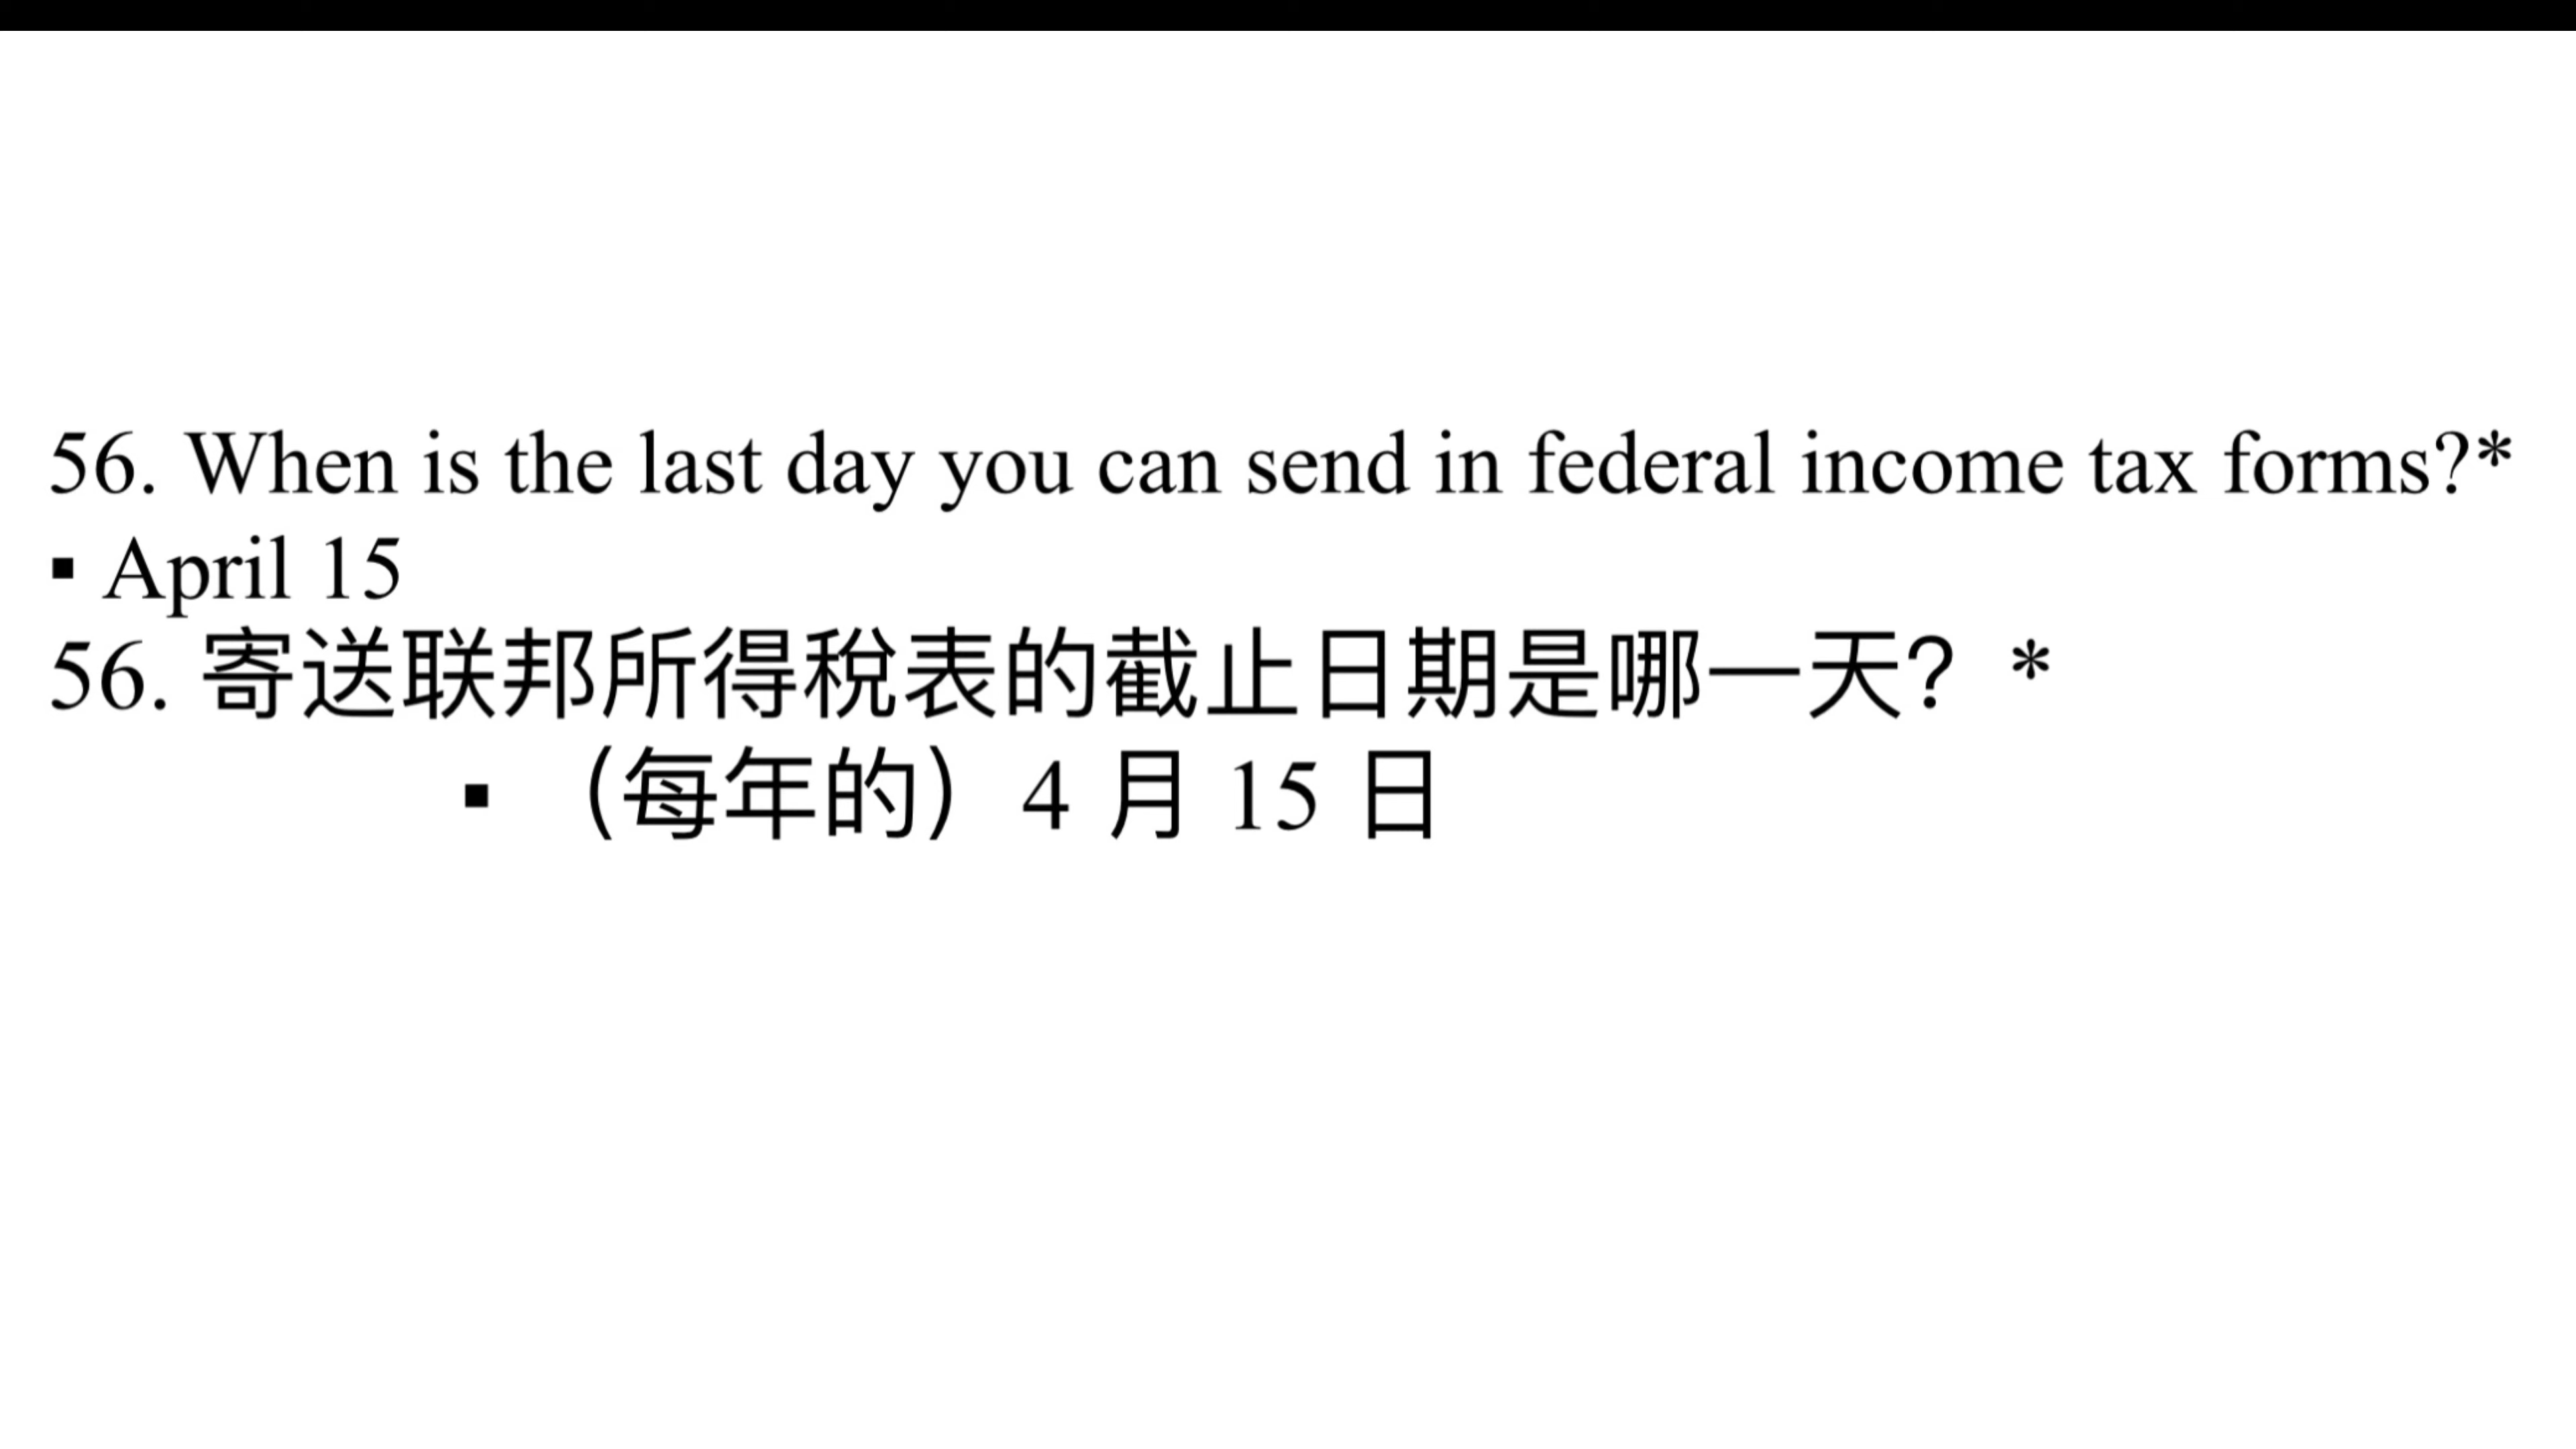 56. When is the last day you can send in federal income tax forms?*
▪ April 15
56. 寄送联邦所得稅表的截止日期是哪一天？ *
▪ （每年的）4 月 15 日